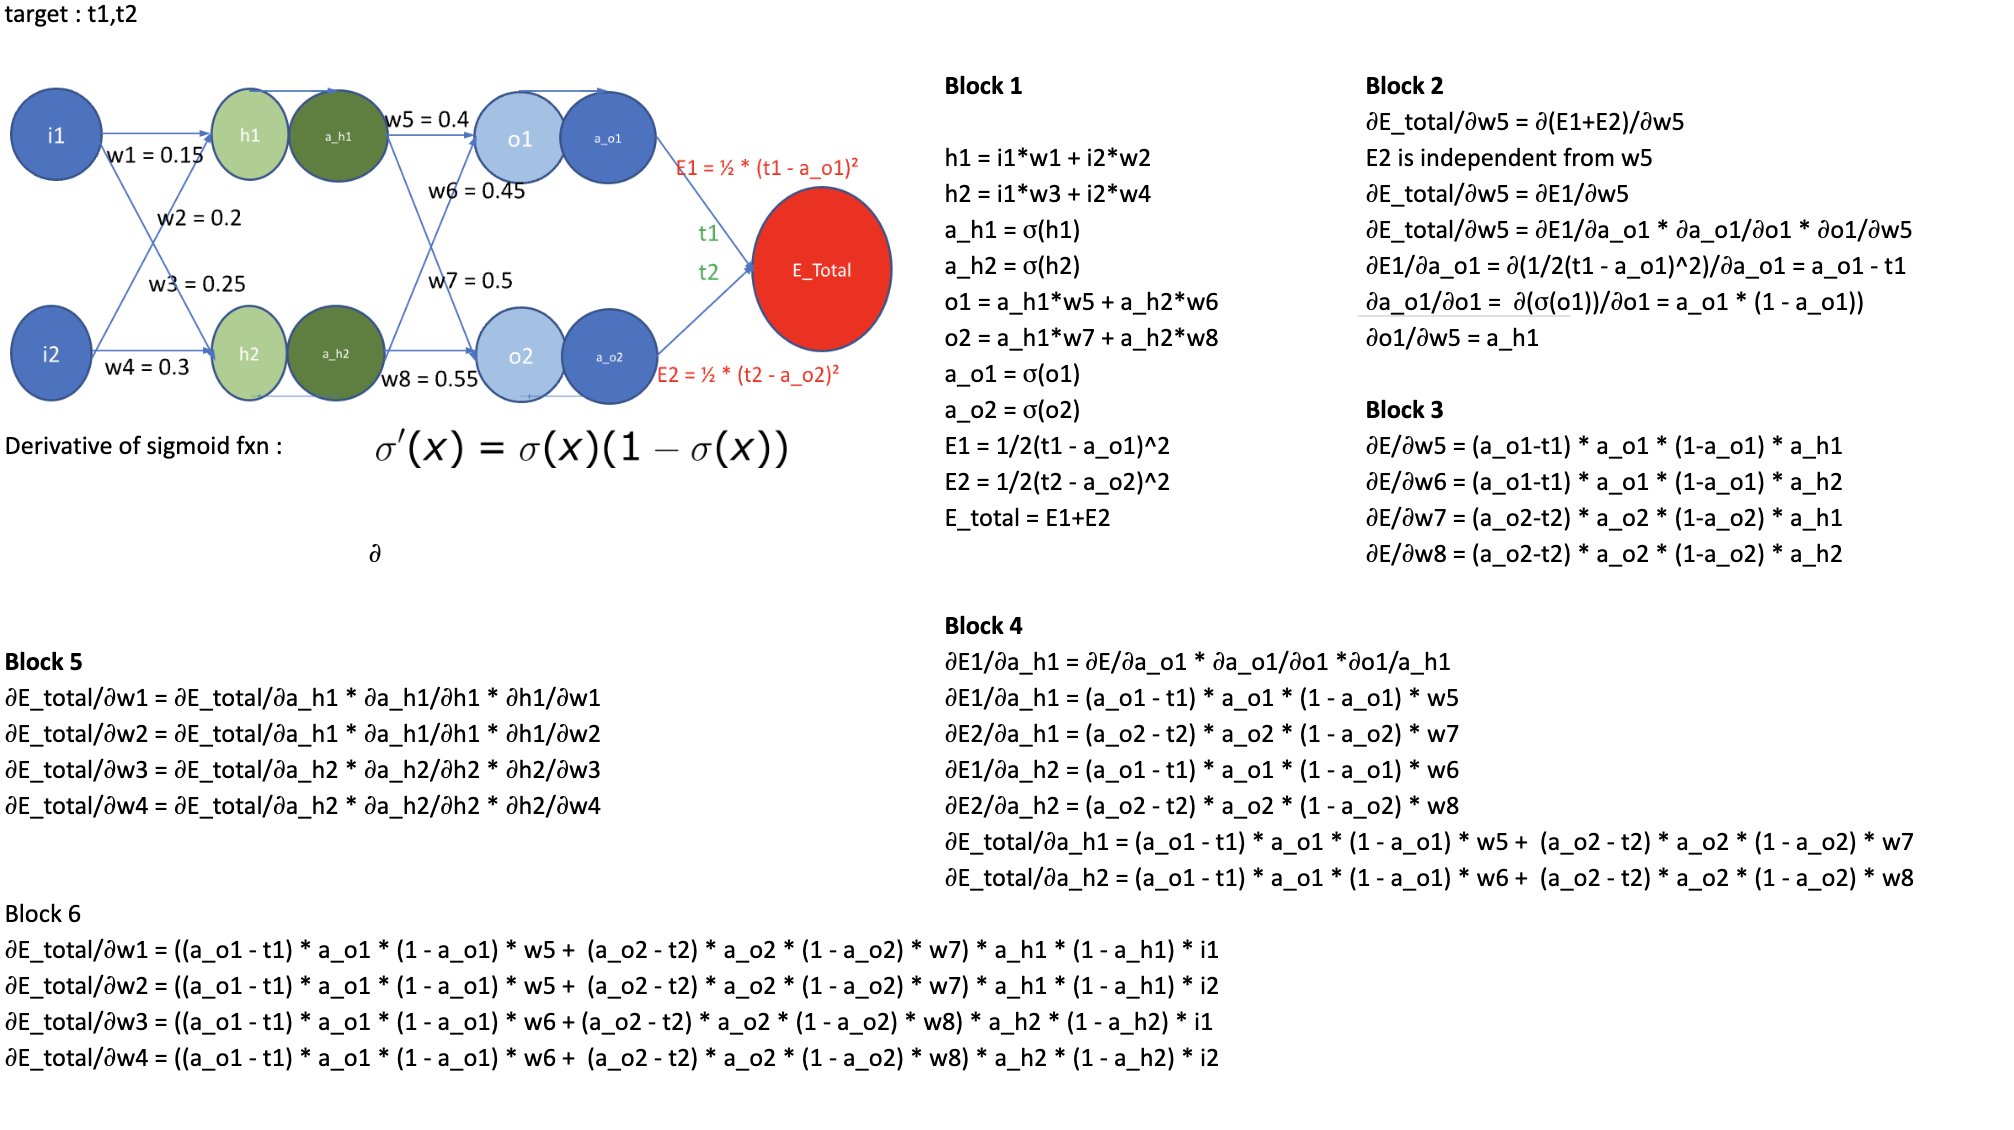 target : t1,t2
i1
h1
a_h1
w5 = 0.4
o1
a_o1
w1 = 0.15
E1 = ½ * (t1 - a_o1)²
w6 = 0.45
w2 = 0.2
t1
t2
E_Total
w3 = 0.25
w7 = 0.5
i2
h2
a_h2
o2
a_o2
w4 = 0.3
w8 = 0.55
E2 = ½ * (t2 - a_o2)²
Derivative of sigmoid fxn :
σ′(x) = σ(x)(1 − σ(x))
∂
Block 1
h1 = i1*w1 + i2*w2
h2 = i1*w3 + i2*w4
a_h1 = σ(h1)
a_h2 = σ(h2)
o1 = a_h1*w5 + a_h2*w6
o2 = a_h1*w7 + a_h2*w8
a_o1 = σ(o1)
a_o2 = σ(o2)
E1 = 1/2(t1 - a_o1)^2
E2 = 1/2(t2 - a_o2)^2
E_total = E1+E2
Block 2
∂E_total/∂w5 = ∂(E1+E2)/∂w5
E2 is independent from w5
∂E_total/∂w5 = ∂E1/∂w5
∂E_total/∂w5 = ∂E1/∂a_o1 * ∂a_o1/∂o1 * ∂o1/∂w5
∂E1/∂a_o1 = ∂(1/2(t1 - a_o1)^2)/∂a_o1 = a_o1 - t1
∂a_o1/∂o1 = ∂(σ(o1))/∂o1 = a_o1 * (1 - a_o1))
∂o1/∂w5 = a_h1
Block 3
∂E/∂w5 = (a_o1-t1) * a_o1 * (1-a_o1) * a_h1
∂E/∂w6 = (a_o1-t1) * a_o1 * (1-a_o1) * a_h2
∂E/∂w7 = (a_o2-t2) * a_o2 * (1-a_o2) * a_h1
∂E/∂w8 = (a_o2-t2) * a_o2 * (1-a_o2) * a_h2
Block 4
∂E1/∂a_h1 = ∂E/∂a_o1 * ∂a_o1/∂o1 *∂o1/a_h1
∂E1/∂a_h1 = (a_o1 - t1) * a_o1 * (1 - a_o1) * w5
∂E2/∂a_h1 = (a_o2 - t2) * a_o2 * (1 - a_o2) * w7
∂E1/∂a_h2 = (a_o1 - t1) * a_o1 * (1 - a_o1) * w6
∂E2/∂a_h2 = (a_o2 - t2) * a_o2 * (1 - a_o2) * w8
∂E_total/∂a_h1 = (a_o1 - t1) * a_o1 * (1 - a_o1) * w5 + (a_o2 - t2) * a_o2 * (1 - a_o2) * w7
∂E_total/∂a_h2 = (a_o1 - t1) * a_o1 * (1 - a_o1) * w6 + (a_o2 - t2) * a_o2 * (1 - a_o2) * w8
Block 5
∂E_total/∂w1 = ∂E_total/∂a_h1 * ∂a_h1/∂h1 * ∂h1/∂w1
∂E_total/∂w2 = ∂E_total/∂a_h1 * ∂a_h1/∂h1 * ∂h1/∂w2
∂E_total/∂w3 = ∂E_total/∂a_h2 * ∂a_h2/∂h2 * ∂h2/∂w3
∂E_total/∂w4 = ∂E_total/∂a_h2 * ∂a_h2/∂h2 * ∂h2/∂w4
Block 6
∂E_total/∂w1 = ((a_o1 - t1) * a_o1 * (1 - a_o1) * w5 + (a_o2 - t2) * a_o2 * (1 - a_o2) * w7) * a_h1 * (1 - a_h1) * i1
∂E_total/∂w2 = ((a_o1 - t1) * a_o1 * (1 - a_o1) * w5 + (a_o2 - t2) * a_o2 * (1 - a_o2) * w7) * a_h1 * (1 - a_h1) * i2
∂E_total/∂w3 = ((a_o1 - t1) * a_o1 * (1 - a_o1) * w6 + (a_o2 - t2) * a_o2 * (1 - a_o2) * w8) * a_h2 * (1 - a_h2) * i1
∂E_total/∂w4 = ((a_o1 - t1) * a_o1 * (1 - a_o1) * w6 + (a_o2 - t2) * a_o2 * (1 - a_o2) * w8) * a_h2 * (1 - a_h2) * i2